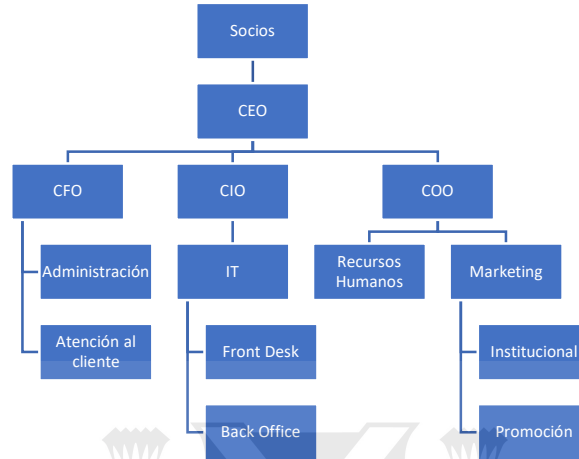 Socios
CEO
CFO
CIO
COO
Administración
IT
Recursos
Humanos
Marketing
Atención al
cliente
Front Desk
Institucional
Back Office
Promoción